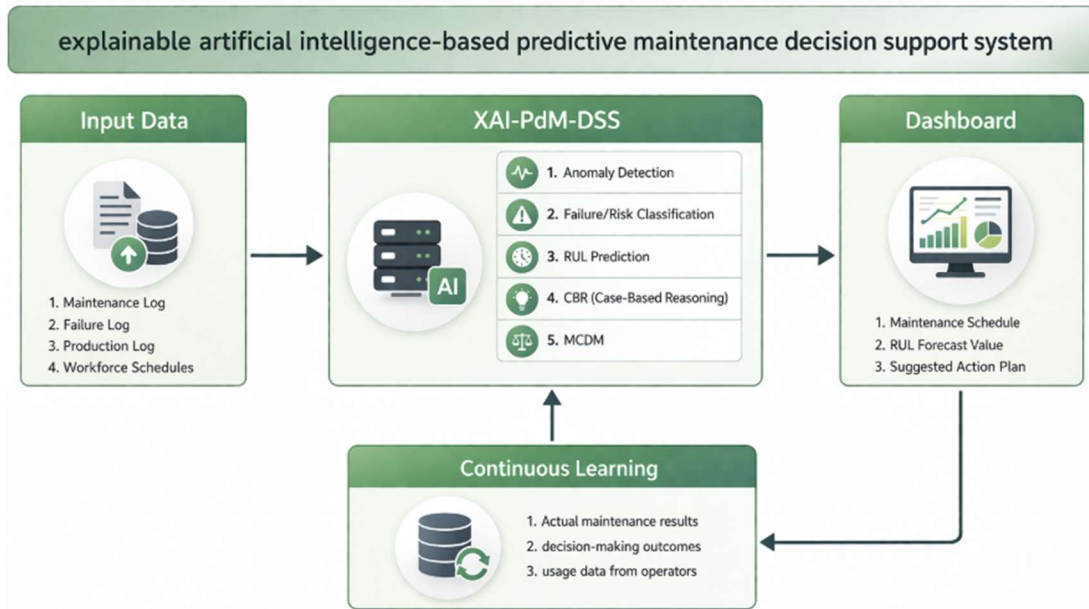 explainable artificial intelligence-based predictive maintenance decision support system
Input Data
1. Maintenance Log
2. Failure Log
3. Production Log
4. Workforce Schedules
XAI-PdM-DSS
AI
1. Anomaly Detection
2. Failure/Risk Classification
3. RUL Prediction
4. CBR (Case-Based Reasoning)
5. MCDM
Dashboard
1. Maintenance Schedule
2. RUL Forecast Value
3. Suggested Action Plan
Continuous Learning
1. Actual maintenance results
2. decision-making outcomes
3. usage data from operators